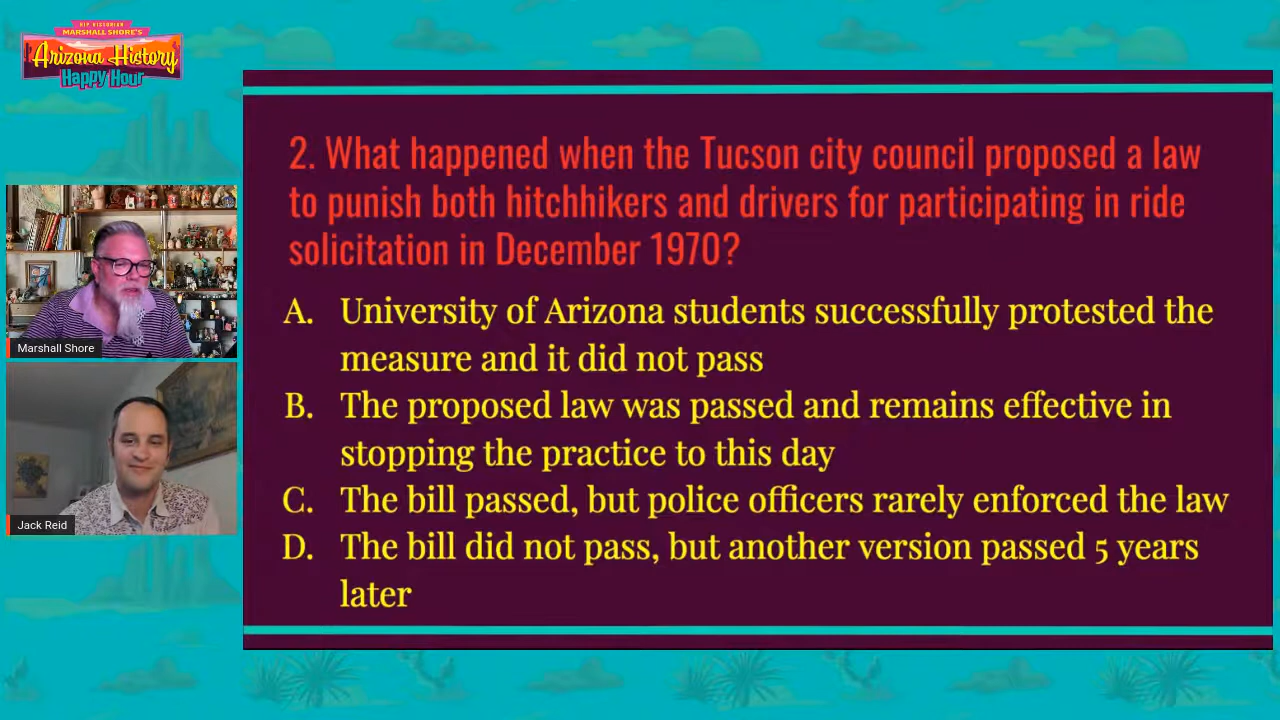 HIP HISTORIAN
MARSHALL SHORE'S
Arizona History
Happy Hour
2. What happened when the Tucson city council proposed a law
to punish both hitchhikers and drivers for participating in ride
solicitation in December 1970?
A. University of Arizona students successfully protested the
measure and it did not pass
B. The proposed law was passed and remains effective in
stopping the practice to this day
C. The bill passed, but police officers rarely enforced the law
D. The bill did not pass, but another version passed 5 years
later
Marshall Shore
Jack Reid